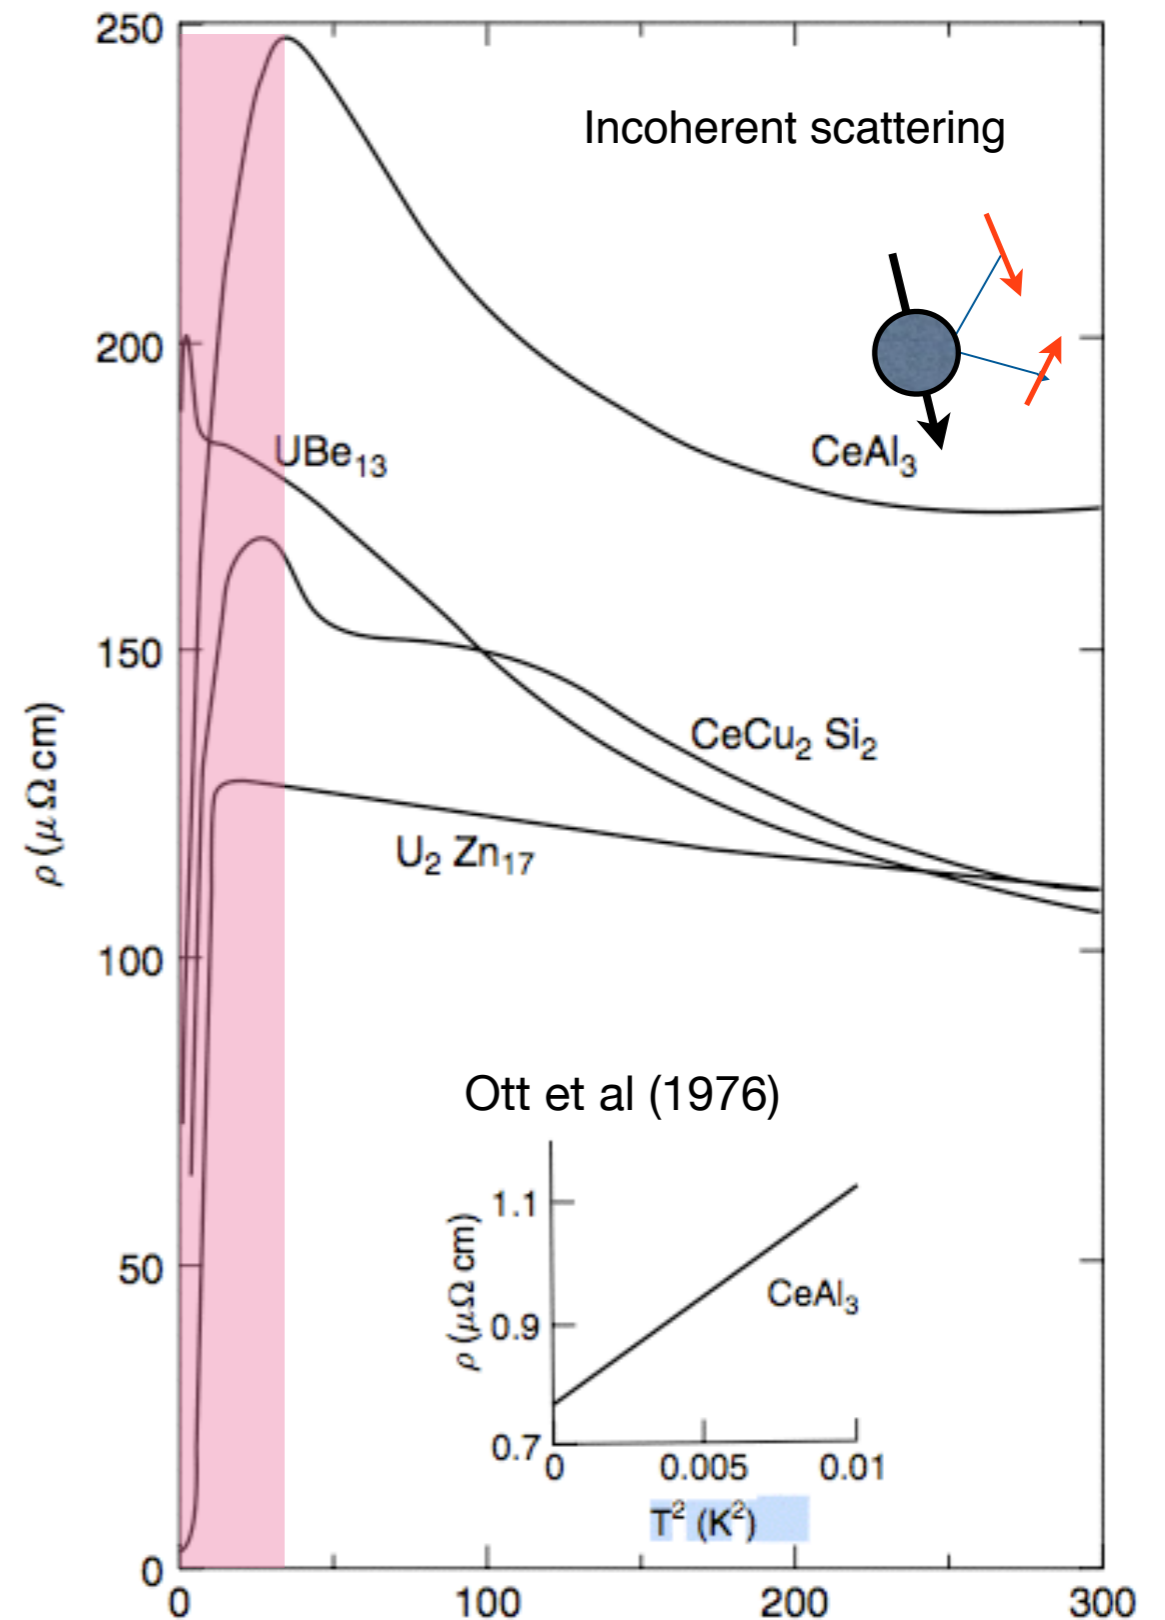 250
Incoherent scattering
200
UBe₁₃
CeAl₃
150
CeCu₂ Si₂
ρ (μ Ω cm)
U₂ Zn₁₇
100
Ott et al (1976)
1.1
50
CeAl₃
ρ (μΩ cm)
0.9
0.7
0 0.005 0.01
T² (K²)
0
0 100 200 300